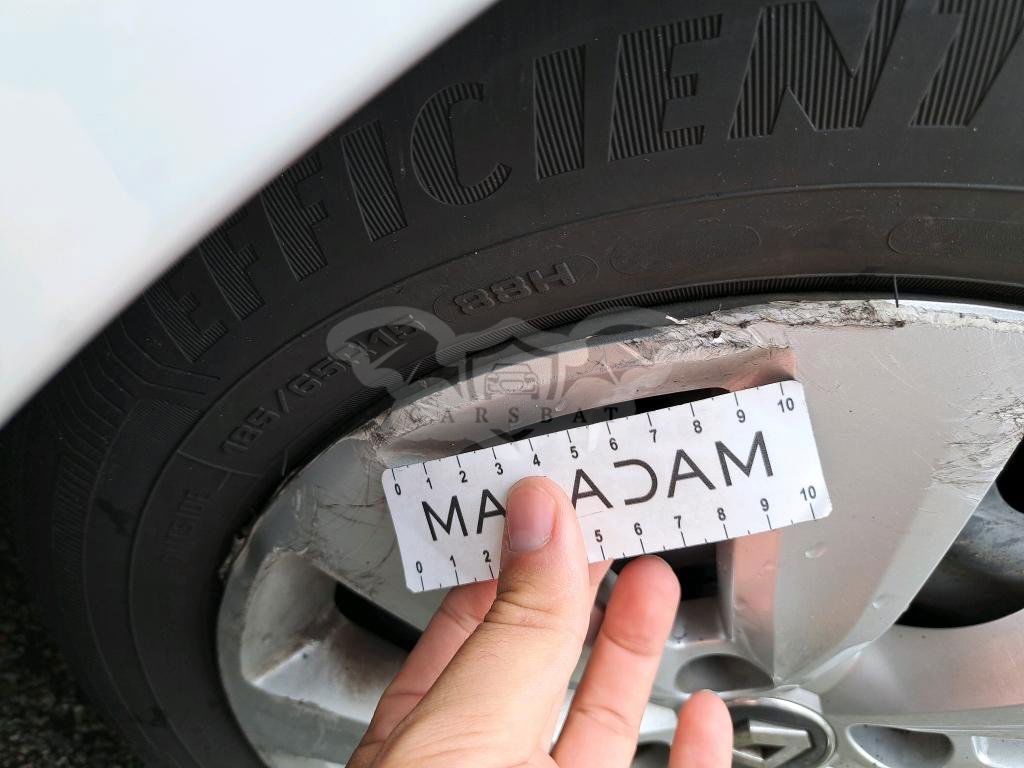 EFFICIEN
185/65R15
88H
CARSBAT
0 1 2 3 4 5 6 7 8 9 10
MACADAM
0 1 2 5 6 7 8 9 10